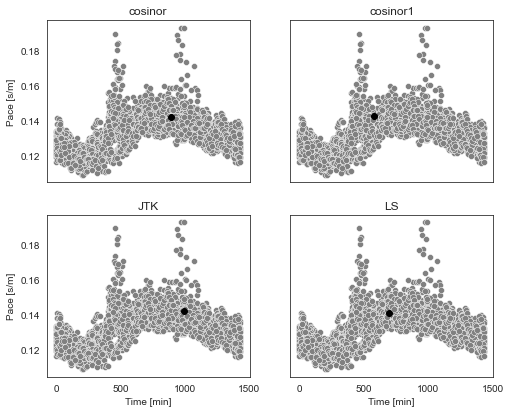 cosinor
cosinor1
0.18
0.16
0.14
0.12
Pace [s/m]
JTK
LS
0.18
0.16
0.14
0.12
Pace [s/m]
0 500 1000 1500
0 500 1000 1500
Time [min]
Time [min]